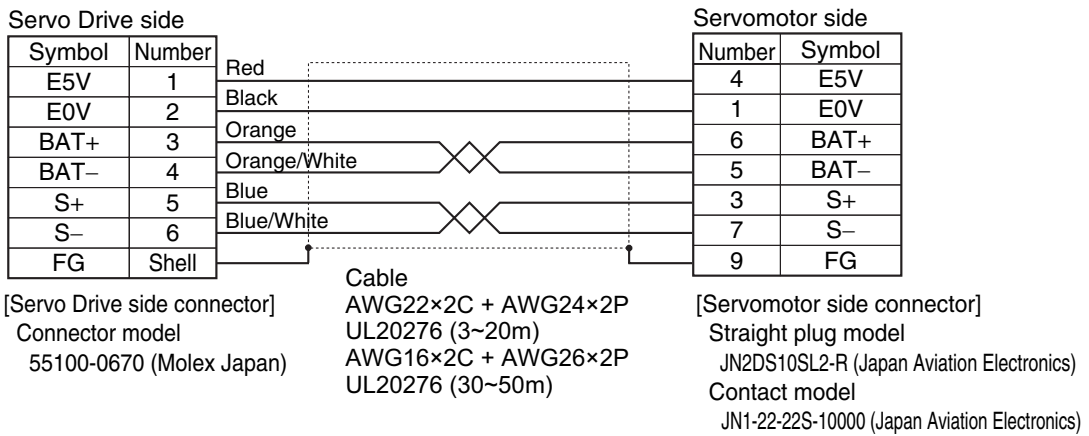 Servo Drive side
Servomotor side
Symbol Number
Number Symbol
E5V 1 Red 4 E5V
E0V 2 Black 1 E0V
BAT+ 3 Orange 6 BAT+
BAT− 4 Orange/White 5 BAT−
S+ 5 Blue 3 S+
S− 6 Blue/White 7 S−
FG Shell 9 FG
[Servo Drive side connector]
Connector model
55100-0670 (Molex Japan)
Cable
AWG22×2C + AWG24×2P
UL20276 (3~20m)
AWG16×2C + AWG26×2P
UL20276 (30~50m)
[Servomotor side connector]
Straight plug model
JN2DS10SL2-R (Japan Aviation Electronics)
Contact model
JN1-22-22S-10000 (Japan Aviation Electronics)